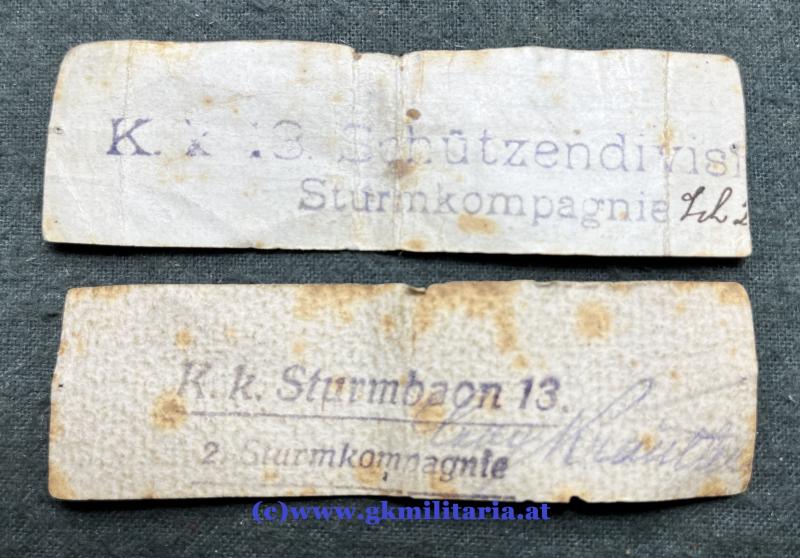 K. k 13. Schützendivisi
Sturmkompagnie
K. k. Sturmbaon 13.
2. Sturmkompagnie
(c)www.gkmilitaria.at